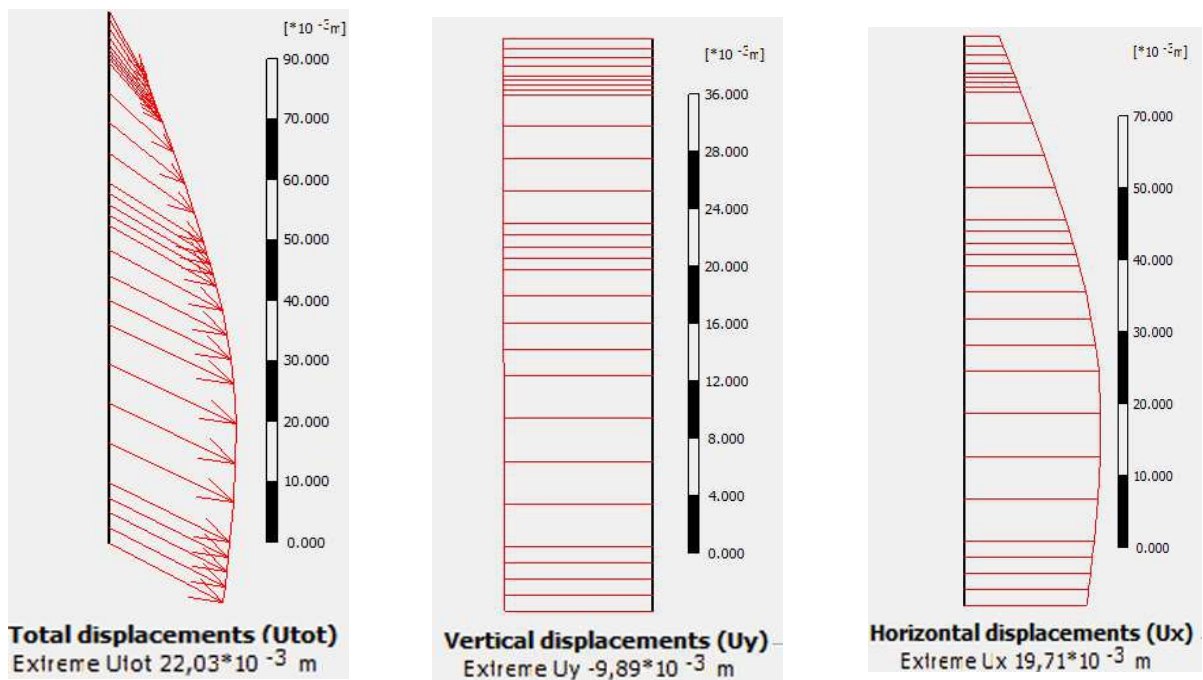 [*10 -3m]
90.000
70.000
60.000
50.000
40.000
30.000
20.000
10.000
0.000
Total displacements (Utot)
Extreme Utot 22,03*10 -3 m
[*10 -3m]
36.000
28.000
24.000
20.000
16.000
12.000
8.000
4.000
0.000
Vertical displacements (Uy)
Extreme Uy -9,89*10 -3 m
[*10 -3m]
70.000
50.000
40.000
30.000
20.000
10.000
0.000
Horizontal displacements (Ux)
Extreme Ux 19,71*10 -3 m